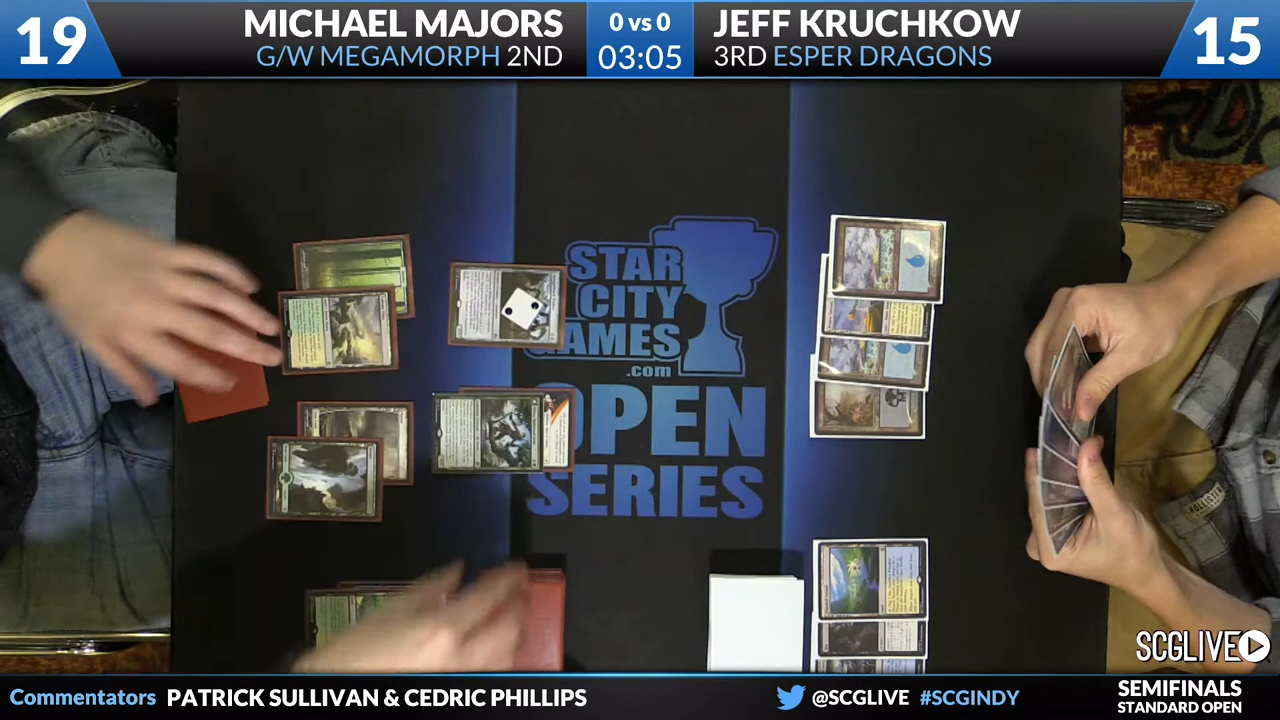 19
MICHAEL MAJORS
G/W MEGAMORPH 2ND
0 vs 0
03:05
JEFF KRUCHKOW
3RD ESPER DRAGONS
15
STAR
CITY
GAMES
.com
OPEN
SERIES
SCGLIVE
Commentators PATRICK SULLIVAN & CEDRIC PHILLIPS
@SCGLIVE #SCGINDY
SEMIFINALS
STANDARD OPEN